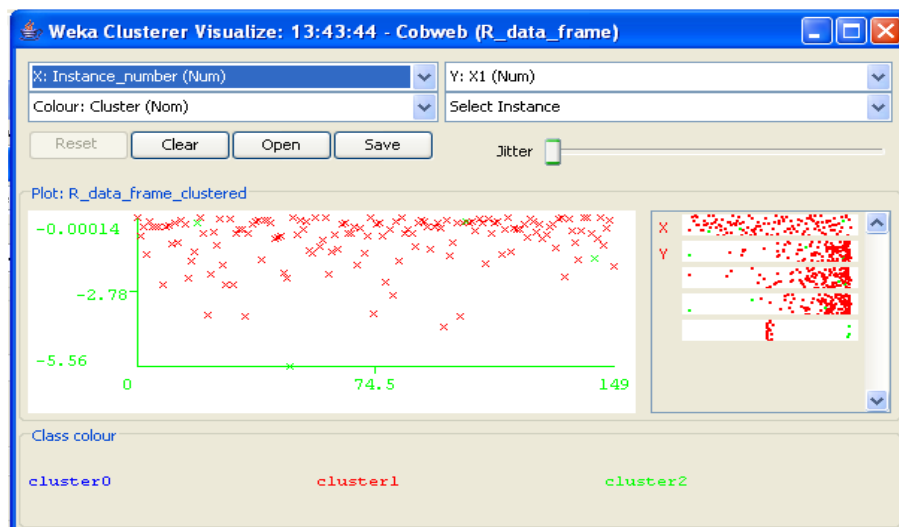 Weka Clusterer Visualize: 13:43:44 - Cobweb (R_data_frame)
X: Instance_number (Num)
Y: X1 (Num)
Colour: Cluster (Nom)
Select Instance
Reset
Clear
Open
Save
Jitter
Plot: R_data_frame_clustered
-0.00014
-2.78
-5.56
0
74.5
149
X
Y
Class colour
cluster0
cluster1
cluster2